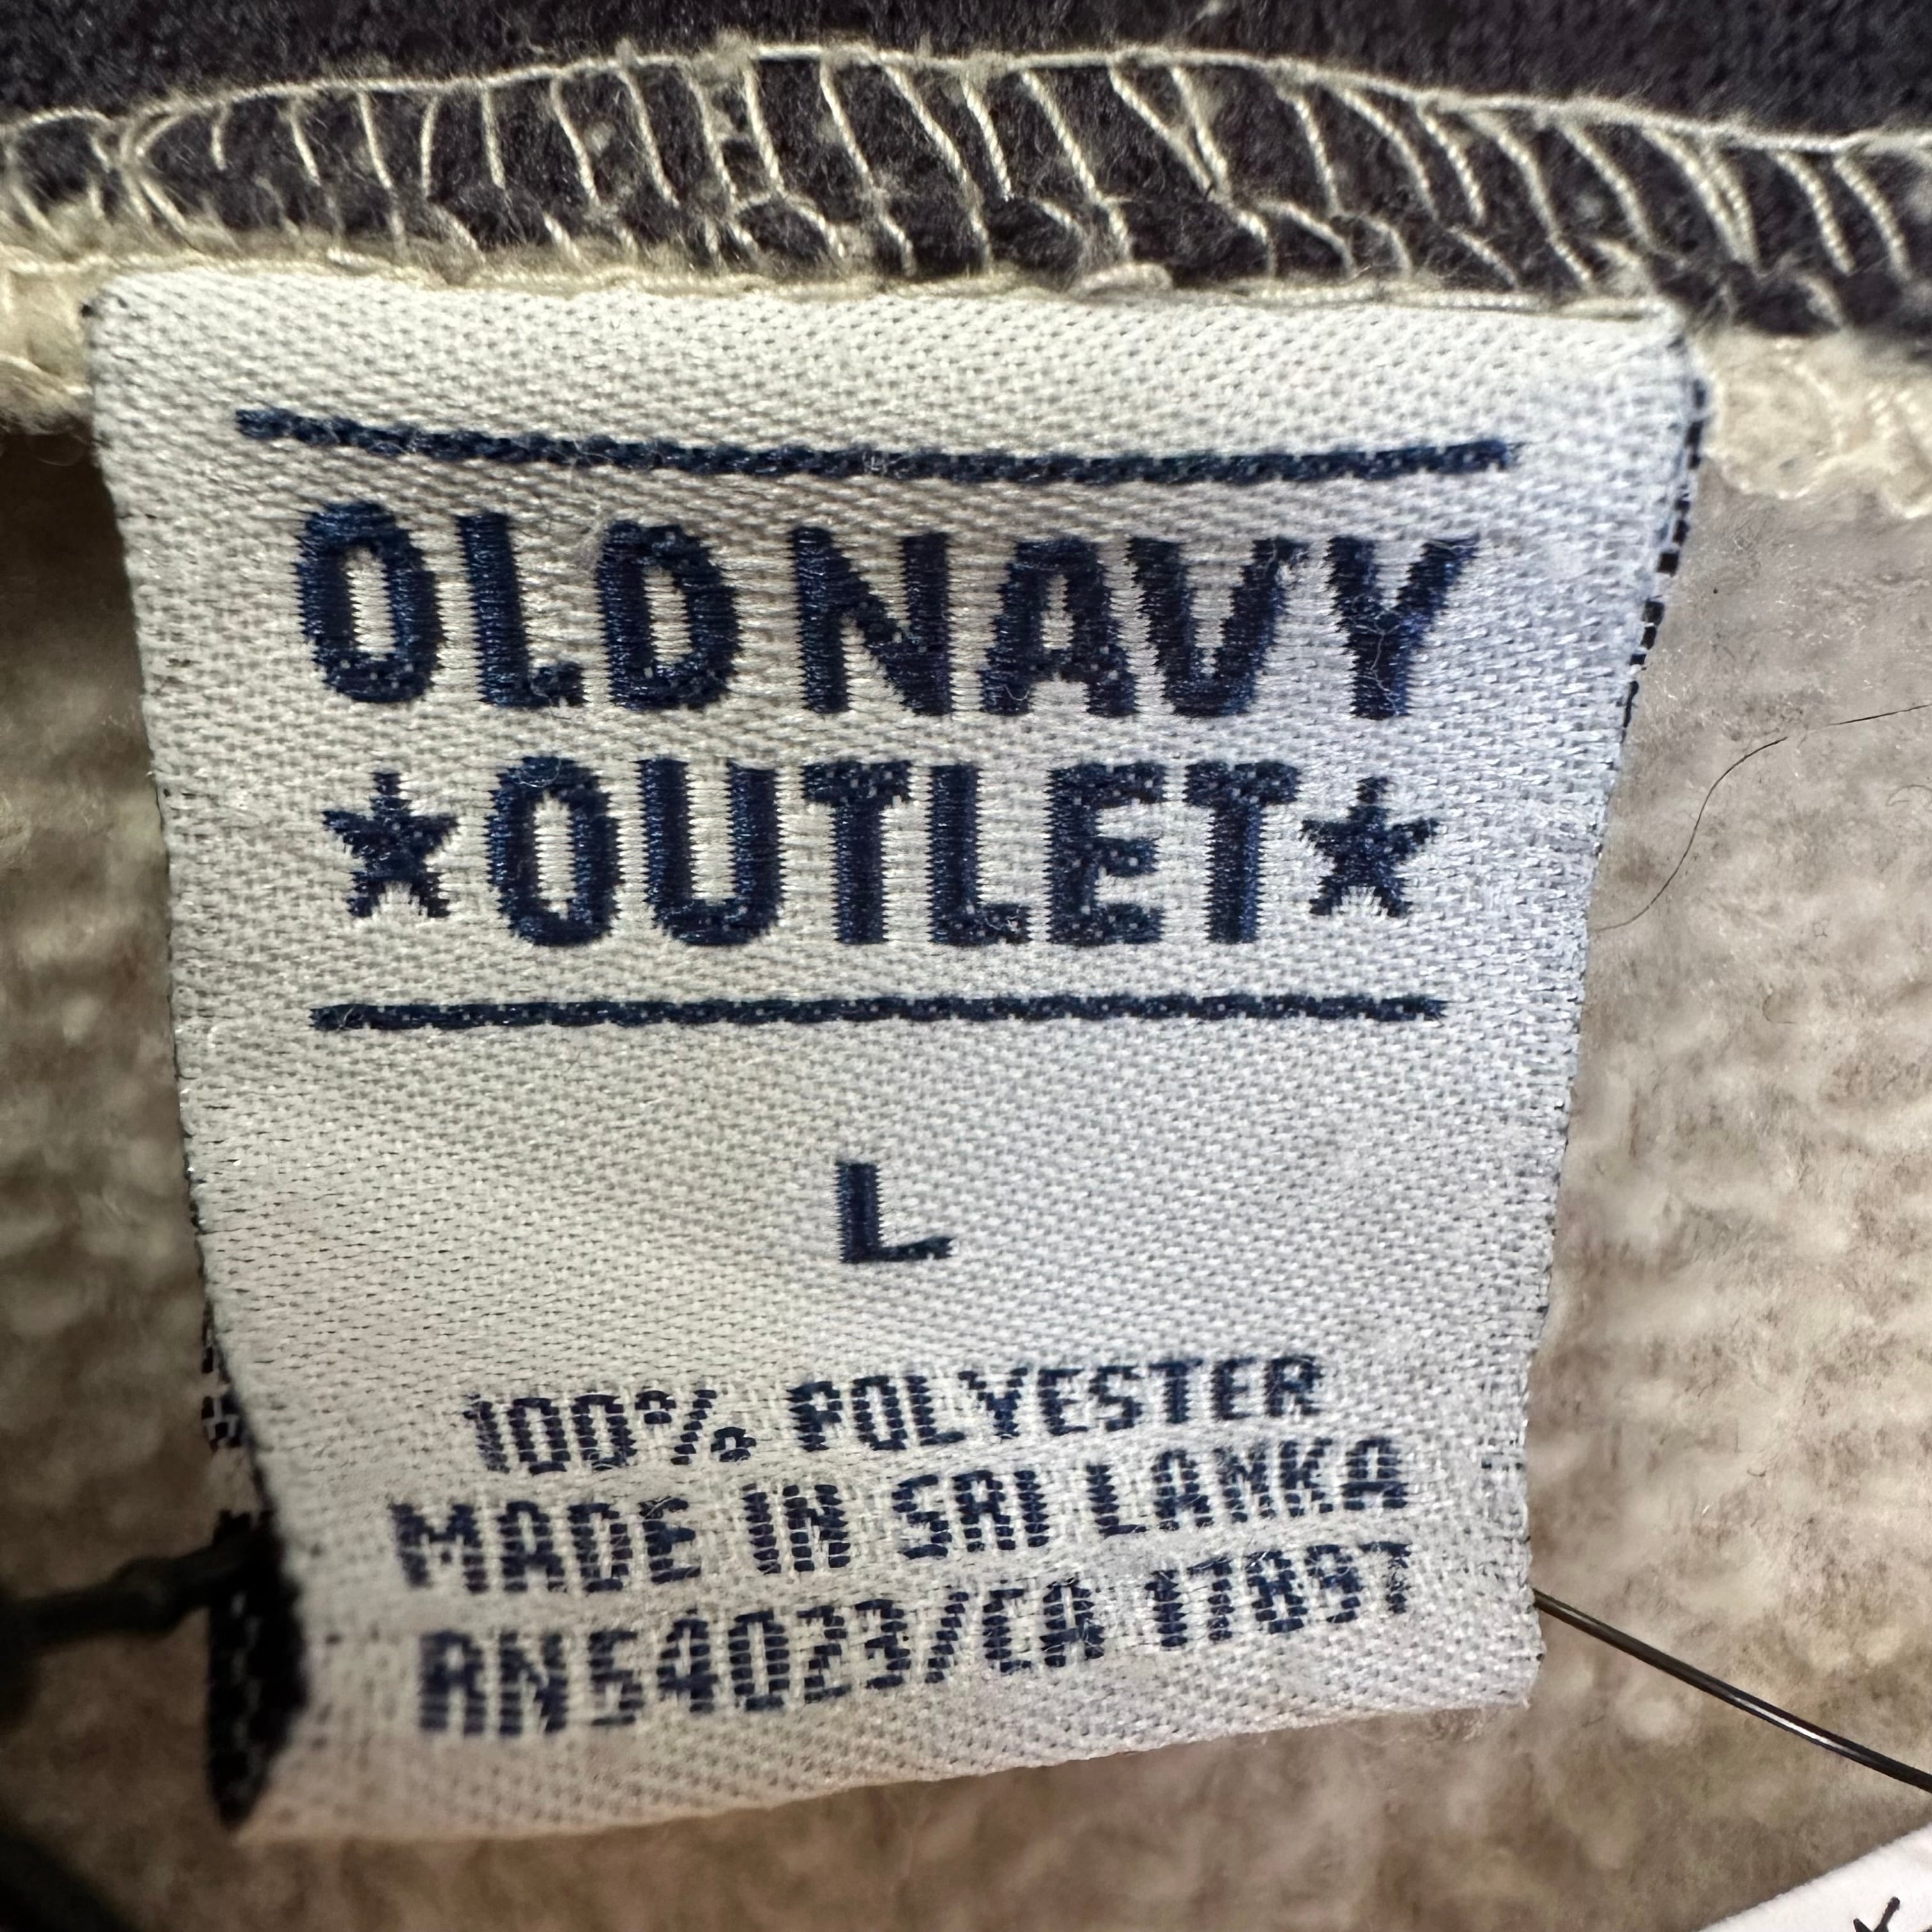 OLD NAVY
★OUTLET★
L
100% POLYESTER
MADE IN SRI LANKA
RN54023/CA 17897